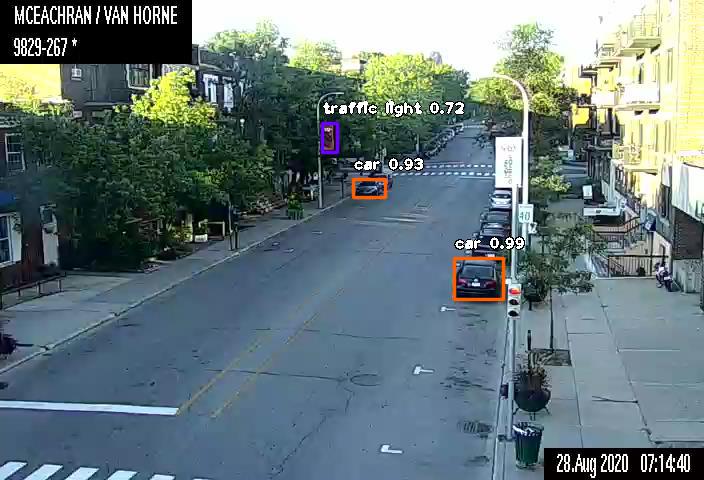 MCEACHRAN / VAN HORNE
9829-267 *
traffic light 0.72
car 0.93
car 0.99
40
28.Aug 2020 07:14:40